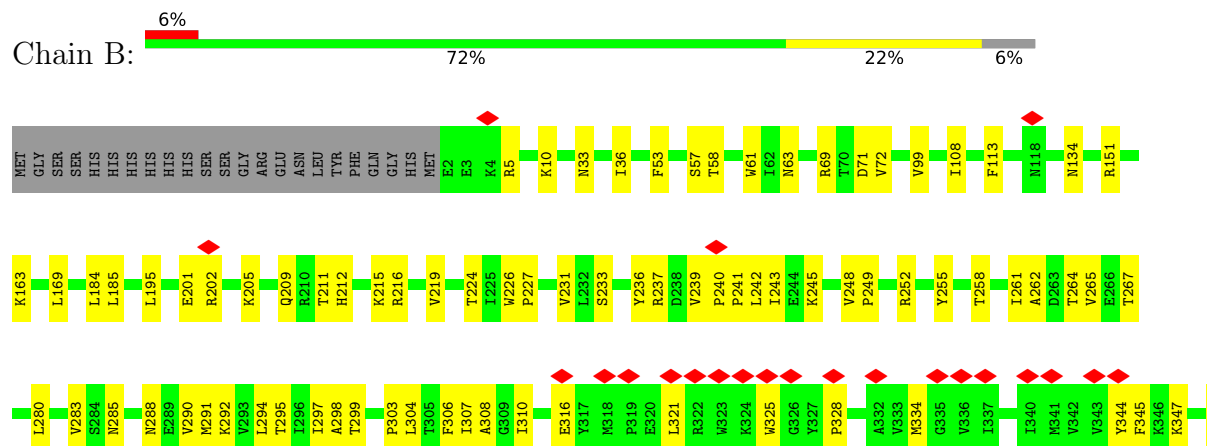 6%
Chain B:
72% 22% 6%
MET GLY SER SER HIS HIS HIS HIS HIS HIS HIS HIS SER SER GLY ARG GLU ASN LEU TYR PHE GLN GLY HIS MET E2 E3 K4 R5 K10 N33 I36 F53 S57 T58 W61 I62 N63 R69 T70 D71 V72 V99 I108 F113 N118 N134 R151
K163 L169 L184 L185 L195 E201 R202 K205 Q209 R210 T211 H212 K215 R216 V219 T224 I225 W226 P227 V231 L232 S233 Y236 R237 D238 V239 P240 P241 L242 I243 E244 K245 V248 P249 R252 Y255 T258 I261 A262 D263 T264 V265 E266 T267
L280 V283 S284 N285 N288 E289 V290 M291 K292 V293 L294 T295 I296 I297 A298 T299 P303 L304 T305 F306 I307 A308 G309 I310 E316 Y317 M318 P319 E320 L321 R322 W323 K324 W325 G326 Y327 P328 A332 V333 M334 G335 V336 I337 I340 M341 V342 V343 Y344 F345 K346 K347